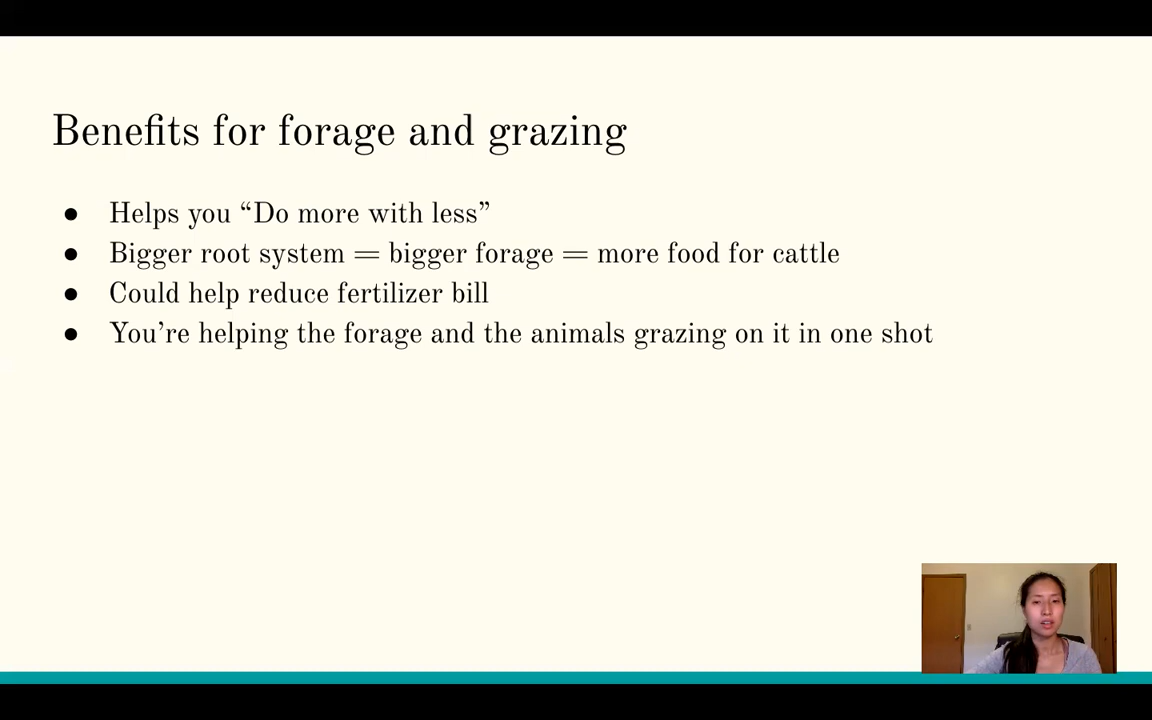 Benefits for forage and grazing
● Helps you “Do more with less”
● Bigger root system = bigger forage = more food for cattle
● Could help reduce fertilizer bill
● You’re helping the forage and the animals grazing on it in one shot